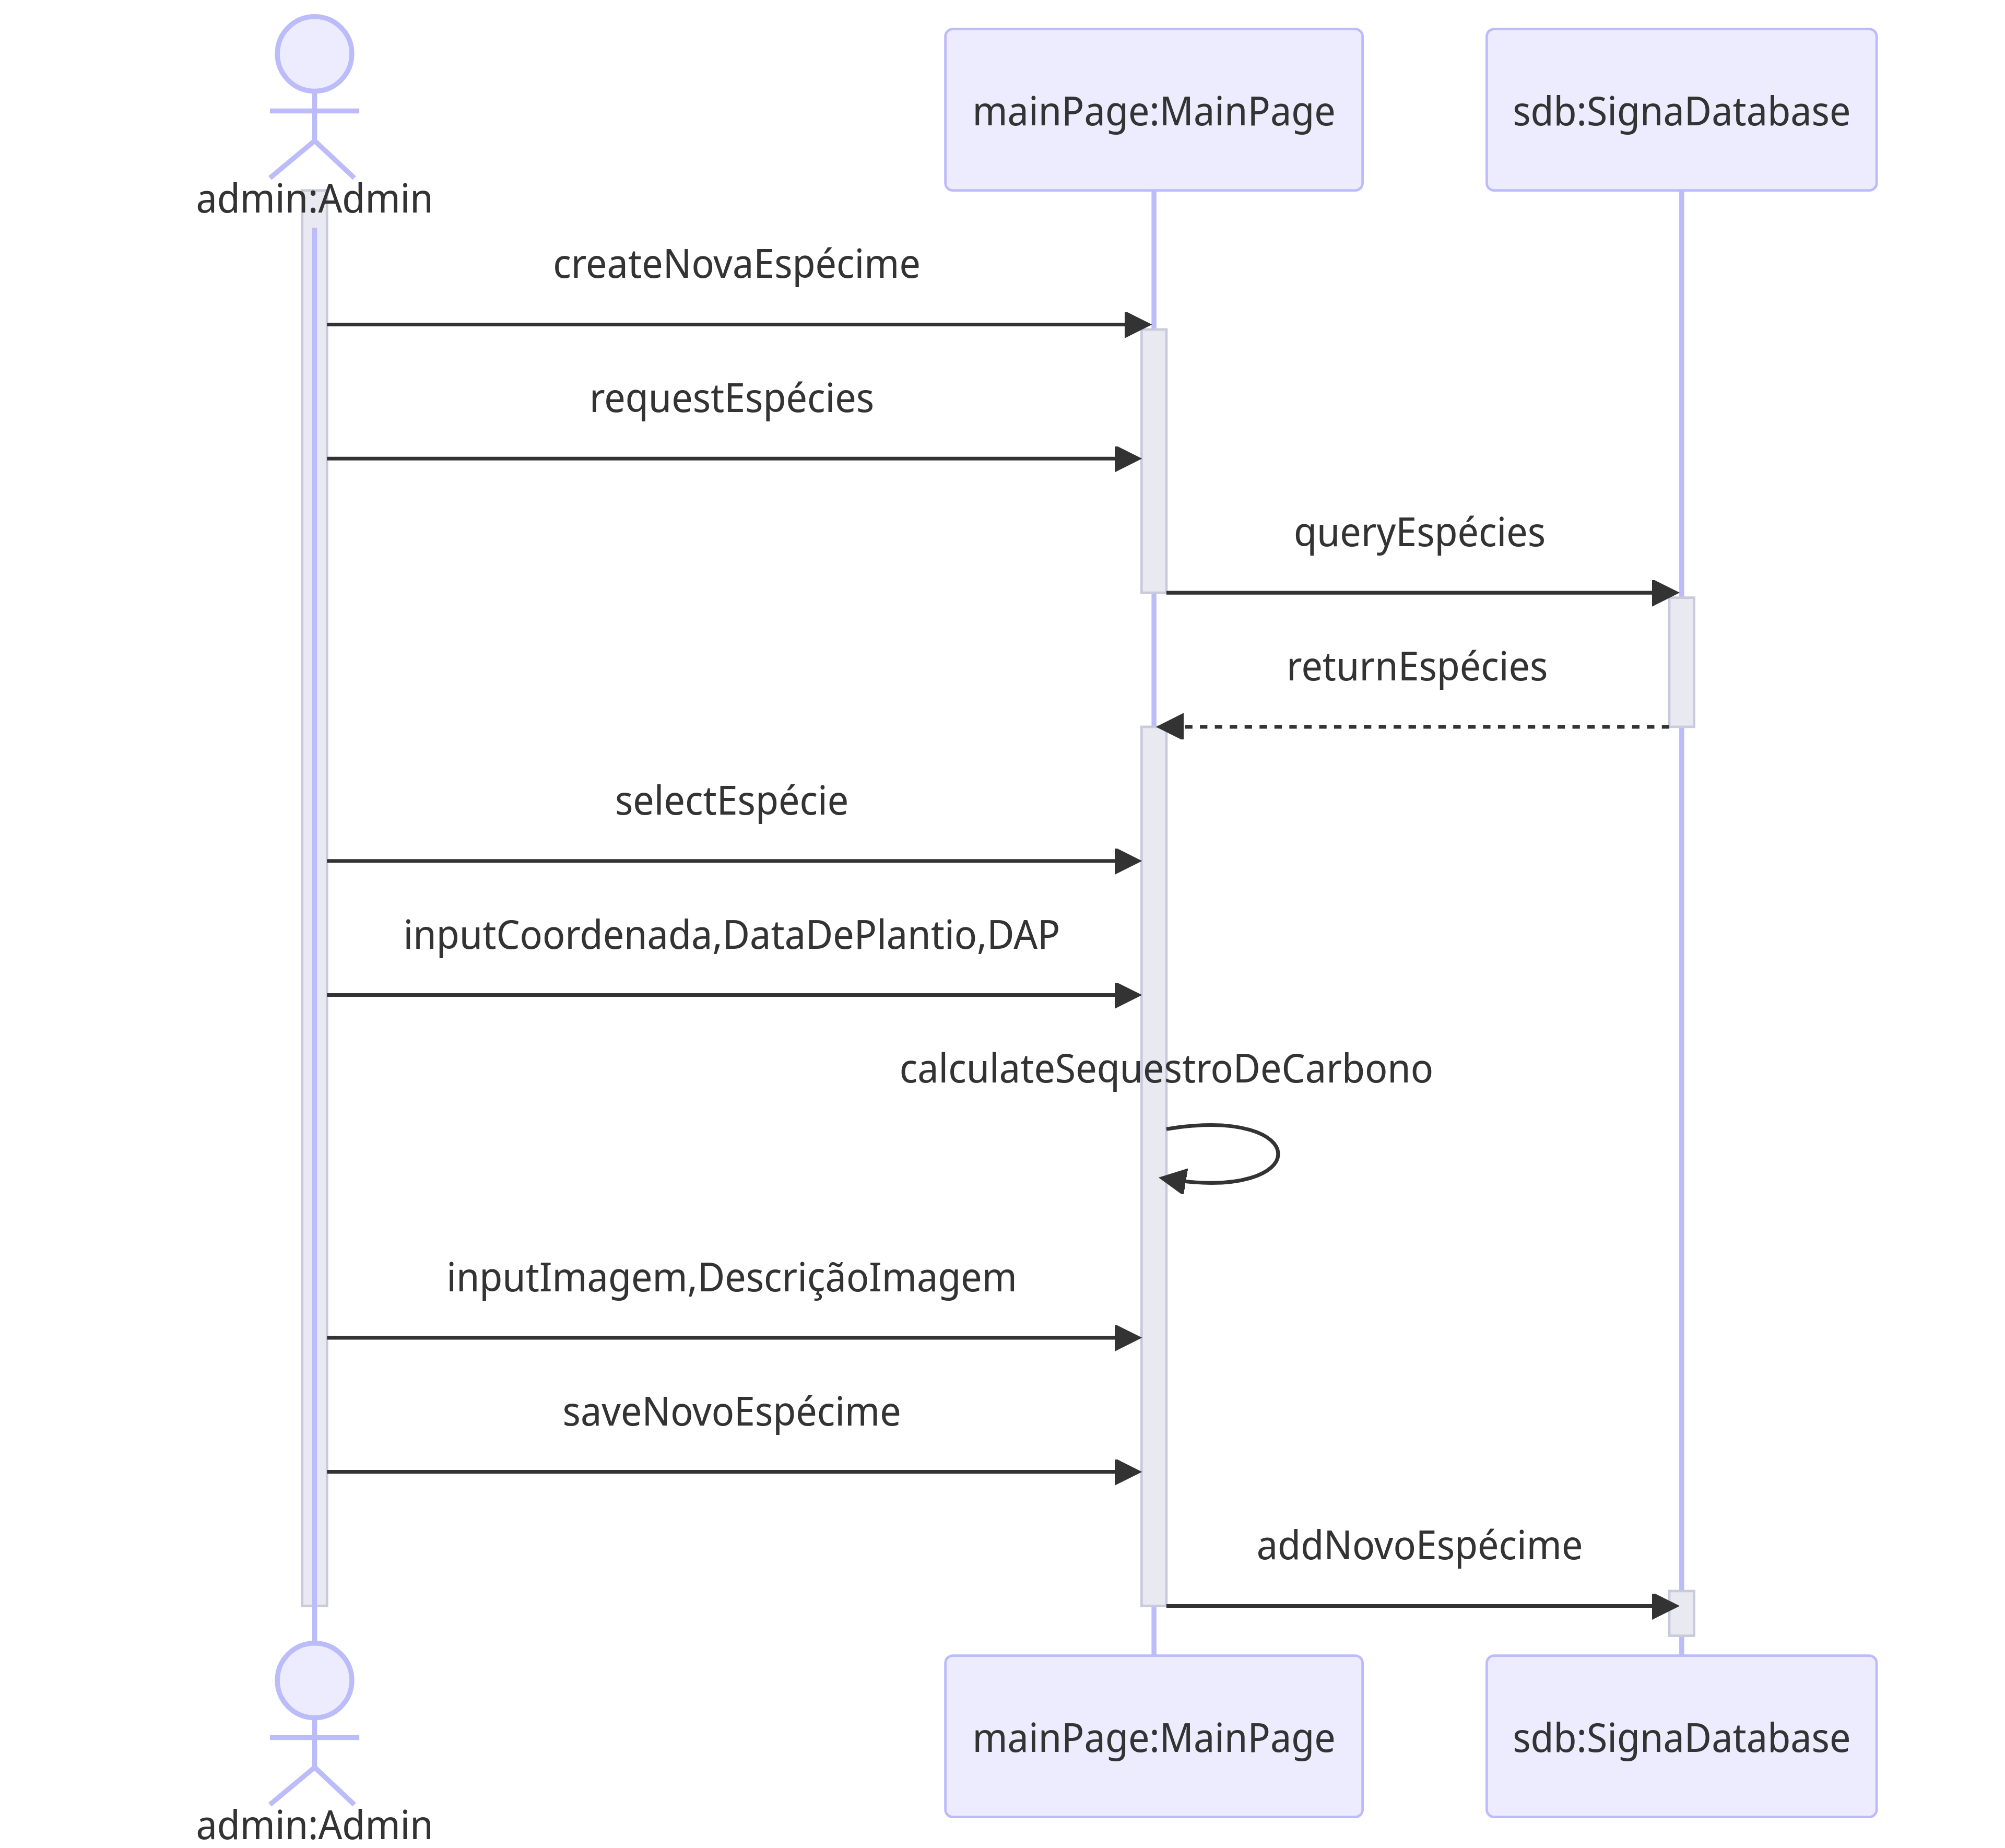 admin:Admin
mainPage:MainPage
sdb:SignaDatabase
createNovaEspécime
requestEspécies
queryEspécies
returnEspécies
selectEspécie
inputCoordenada,DataDePlantio,DAP
calculateSequestroDeCarbono
inputImagem,DescriçãoImagem
saveNovoEspécime
addNovoEspécime
admin:Admin
mainPage:MainPage
sdb:SignaDatabase